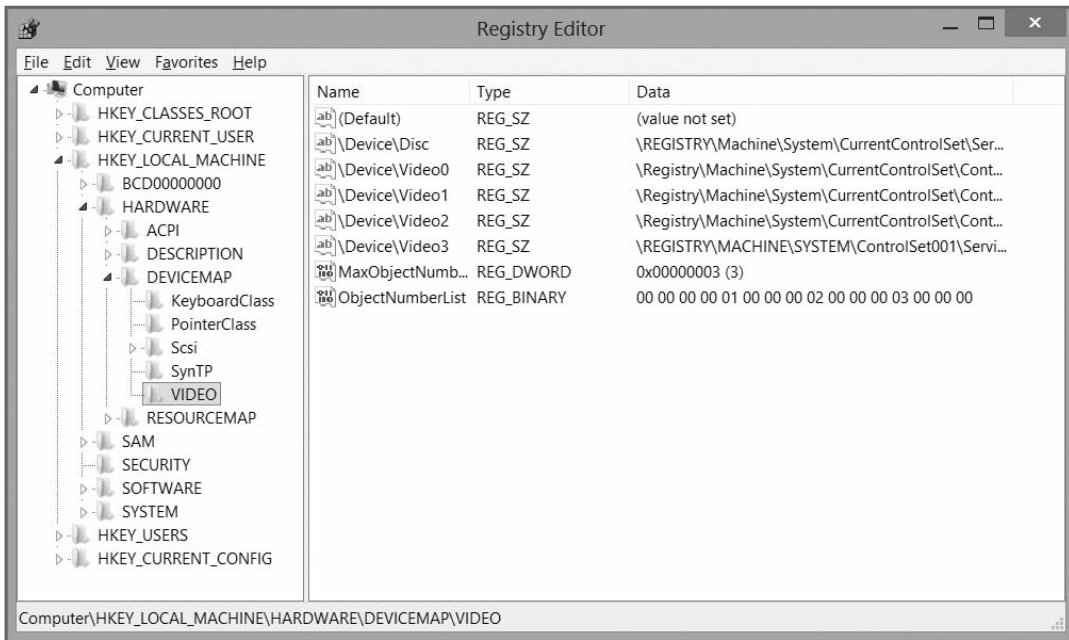 Registry Editor
File Edit View Favorites Help
Computer
HKEY_CLASSES_ROOT
HKEY_CURRENT_USER
HKEY_LOCAL_MACHINE
BCD00000000
HARDWARE
ACPI
DESCRIPTION
DEVICEMAP
KeyboardClass
PointerClass
Scsi
SynTP
VIDEO
RESOURCEMAP
SAM
SECURITY
SOFTWARE
SYSTEM
HKEY_USERS
HKEY_CURRENT_CONFIG
Name Type Data
(Default) REG_SZ (value not set)
\Device\Disc REG_SZ \REGISTRY\Machine\System\CurrentControlSet\Ser...
\Device\Video0 REG_SZ \Registry\Machine\System\CurrentControlSet\Cont...
\Device\Video1 REG_SZ \Registry\Machine\System\CurrentControlSet\Cont...
\Device\Video2 REG_SZ \Registry\Machine\System\CurrentControlSet\Cont...
\Device\Video3 REG_SZ \REGISTRY\MACHINE\SYSTEM\ControlSet001\Servi...
MaxObjectNumb... REG_DWORD 0x00000003 (3)
ObjectNumberList REG_BINARY 00 00 00 00 01 00 00 00 02 00 00 00 03 00 00 00
Computer\HKEY_LOCAL_MACHINE\HARDWARE\DEVICEMAP\VIDEO